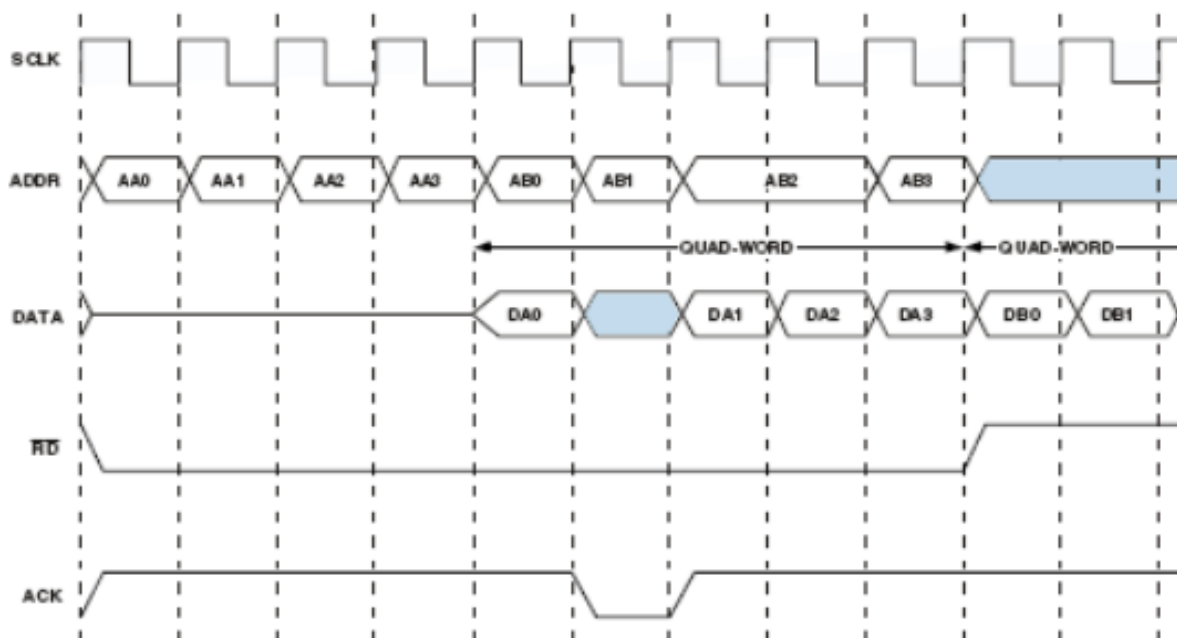 SCLK
ADDR AA0 AA1 AA2 AA3 AB0 AB1 AB2 AB3
QUAD-WORD QUAD-WORD
DATA DA0 DA1 DA2 DA3 DB0 DB1
RD
ACK